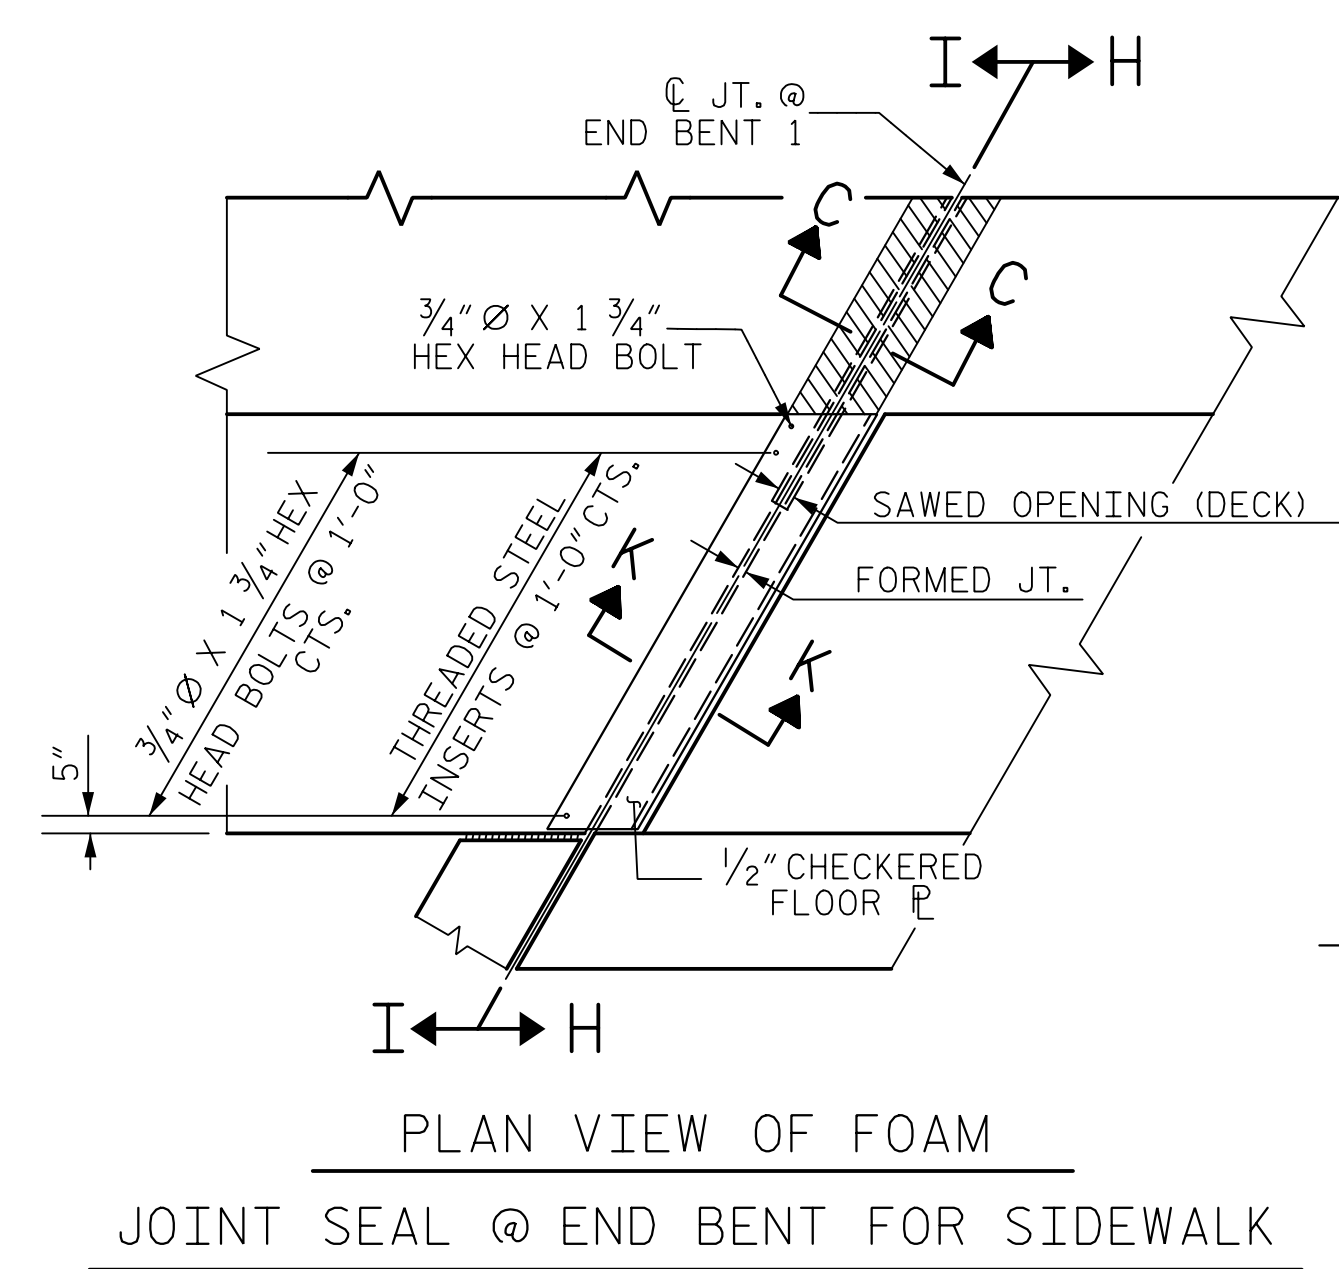 I H
℄ JT. @
END BENT 1
C
C
3/4" Ø X 1 3/4"
HEX HEAD BOLT
3/4" Ø X 1 3/4" HEX
HEAD BOLTS @ 1'-0"
CTS.
THREADED STEEL
INSERTS @ 1'-0" CTS.
SAWED OPENING (DECK)
K
FORMED JT.
K
5"
1/2" CHECKERED
FLOOR ⅊
I H
PLAN VIEW OF FOAM
JOINT SEAL @ END BENT FOR SIDEWALK